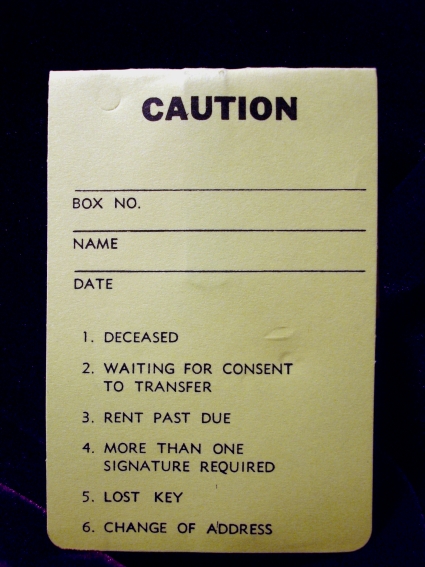 CAUTION
BOX NO.
NAME
DATE
1. DECEASED
2. WAITING FOR CONSENT
TO TRANSFER
3. RENT PAST DUE
4. MORE THAN ONE
SIGNATURE REQUIRED
5. LOST KEY
6. CHANGE OF ADDRESS